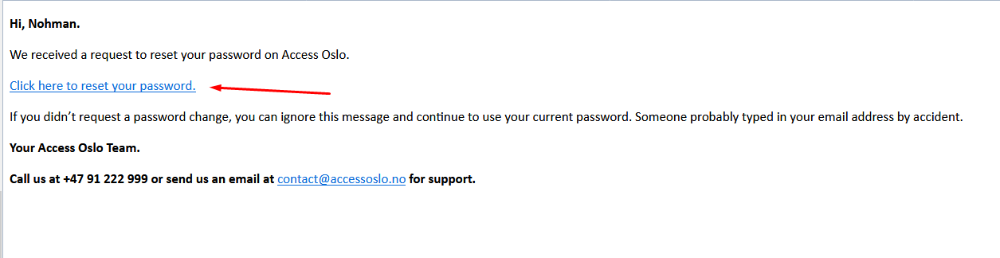 Hi, Nohman.
We received a request to reset your password on Access Oslo.
Click here to reset your password.
If you didn’t request a password change, you can ignore this message and continue to use your current password. Someone probably typed in your email address by accident.
Your Access Oslo Team.
Call us at +47 91 222 999 or send us an email at contact@accessoslo.no for support.